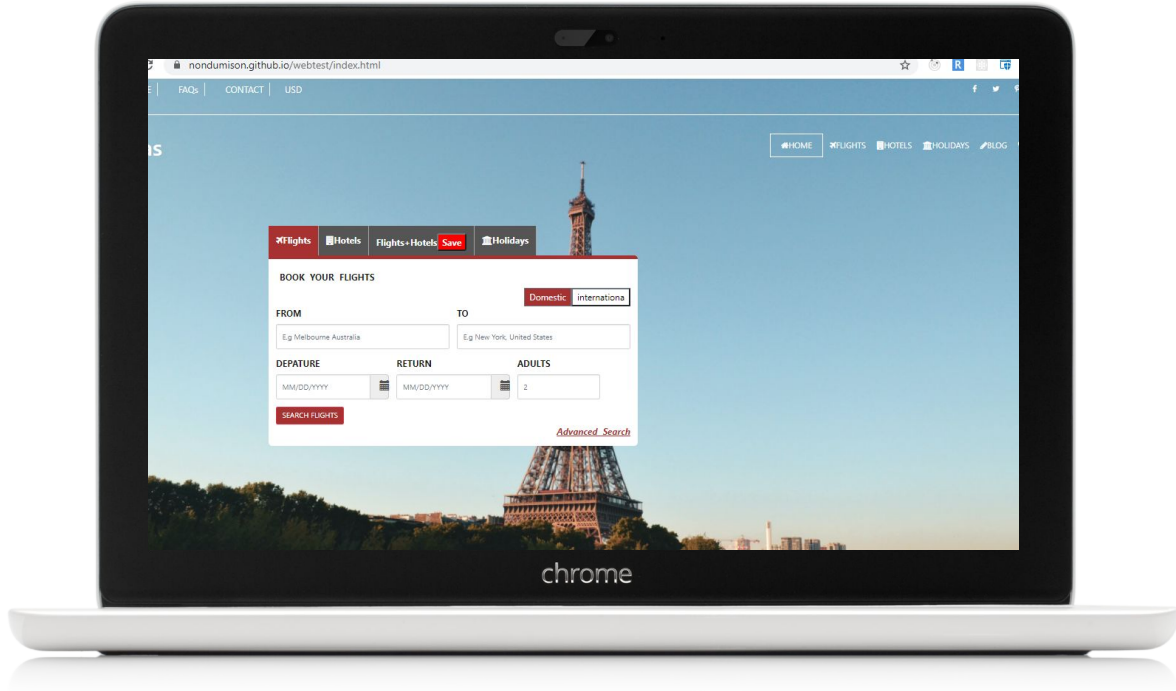 nondumison.github.io/webtest/index.html
R
E | FAQs | CONTACT | USD
ns
HOME FLIGHTS HOTELS HOLIDAYS BLOG
Flights Hotels Flights+Hotels Save Holidays
BOOK YOUR FLIGHTS
Domestic internationa
FROM TO
E.g Melbourne Australia E.g New York, United States
DEPATURE RETURN ADULTS
MM/DD/YYYY MM/DD/YYYY 2
SEARCH FLIGHTS
Advanced Search
chrome